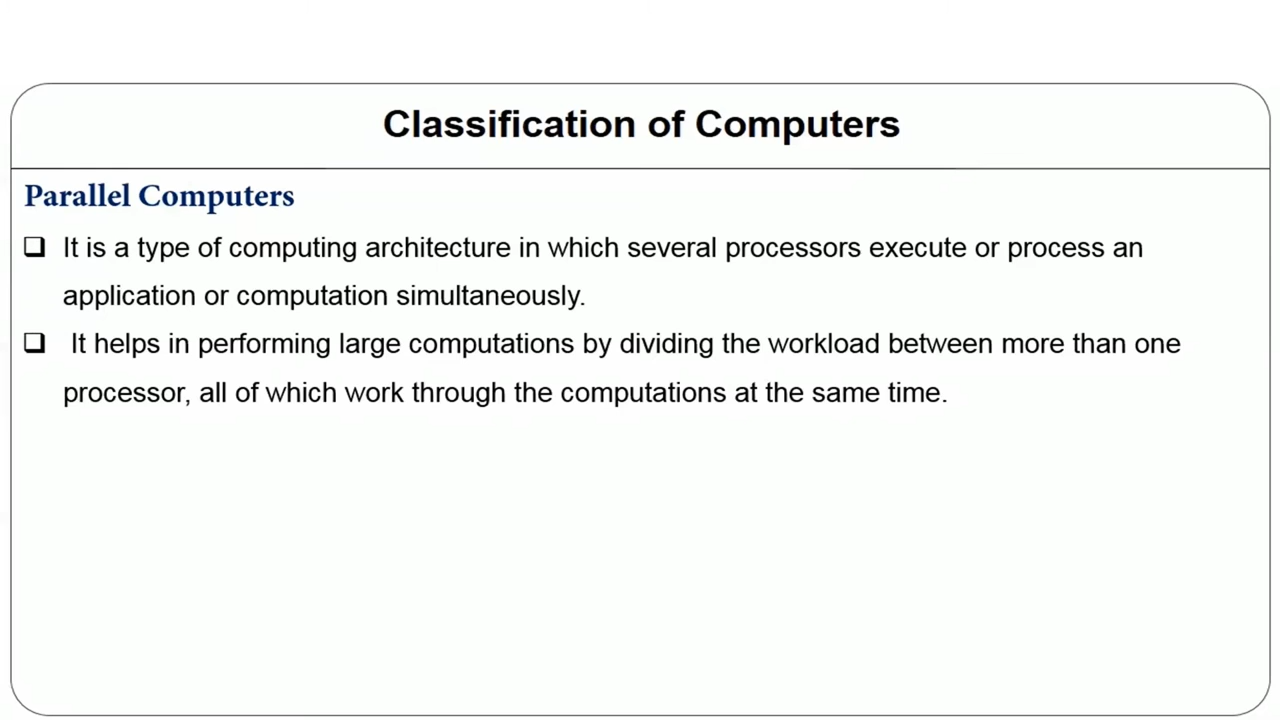 Classification of Computers
Parallel Computers
❑ It is a type of computing architecture in which several processors execute or process an
application or computation simultaneously.
❑ It helps in performing large computations by dividing the workload between more than one
processor, all of which work through the computations at the same time.